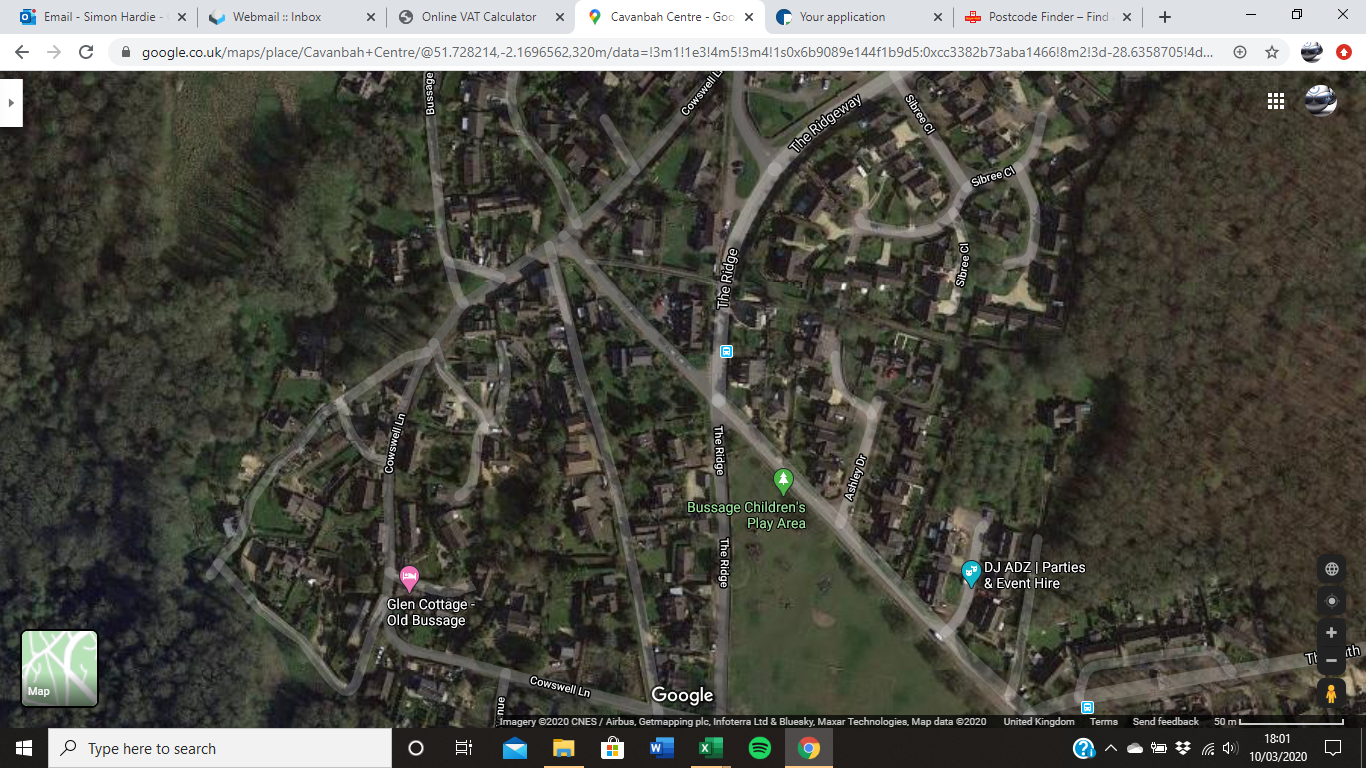 Email - Simon Hardie -
Webmail :: Inbox
Online VAT Calculator
Cavanbah Centre - Goo
Your application
Postcode Finder – Find
google.co.uk/maps/place/Cavanbah+Centre/@51.728214,-2.1696562,320m/data=!3m1!1e3!4m5!3m4!1s0x6b9089e144f1b9d5:0xcc3382b73aba1466!8m2!3d-28.6358705!4d...
Bussage
Cowswell Ln
The Ridgeway
Sibree Cl
Sibree Cl
Sibree Cl
The Ridge
Cowswell Ln
The Ridge
Ashley Dr
Bussage Children's
Play Area
The Ridge
DJ ADZ | Parties
& Event Hire
Glen Cottage -
Old Bussage
Map
Cowswell Ln
Google
Imagery ©2020 CNES / Airbus, Getmapping plc, Infoterra Ltd & Bluesky, Maxar Technologies, Map data ©2020
United Kingdom
Terms
Send feedback
50 m
Type here to search
18:01
10/03/2020